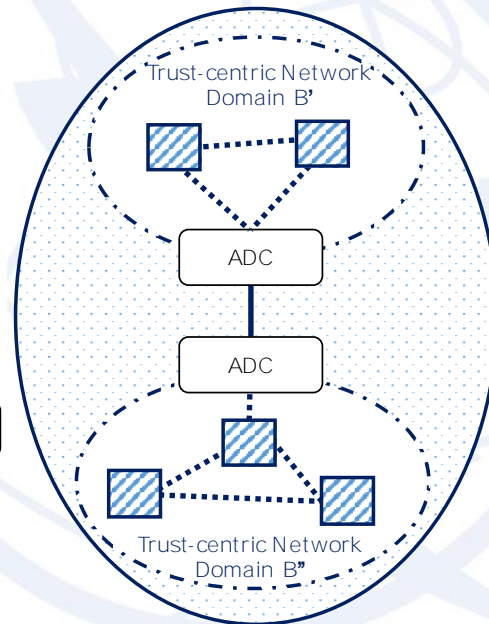 Trust-centric Network
Domain B’
ADC
ADC
Trust-centric Network
Domain B”